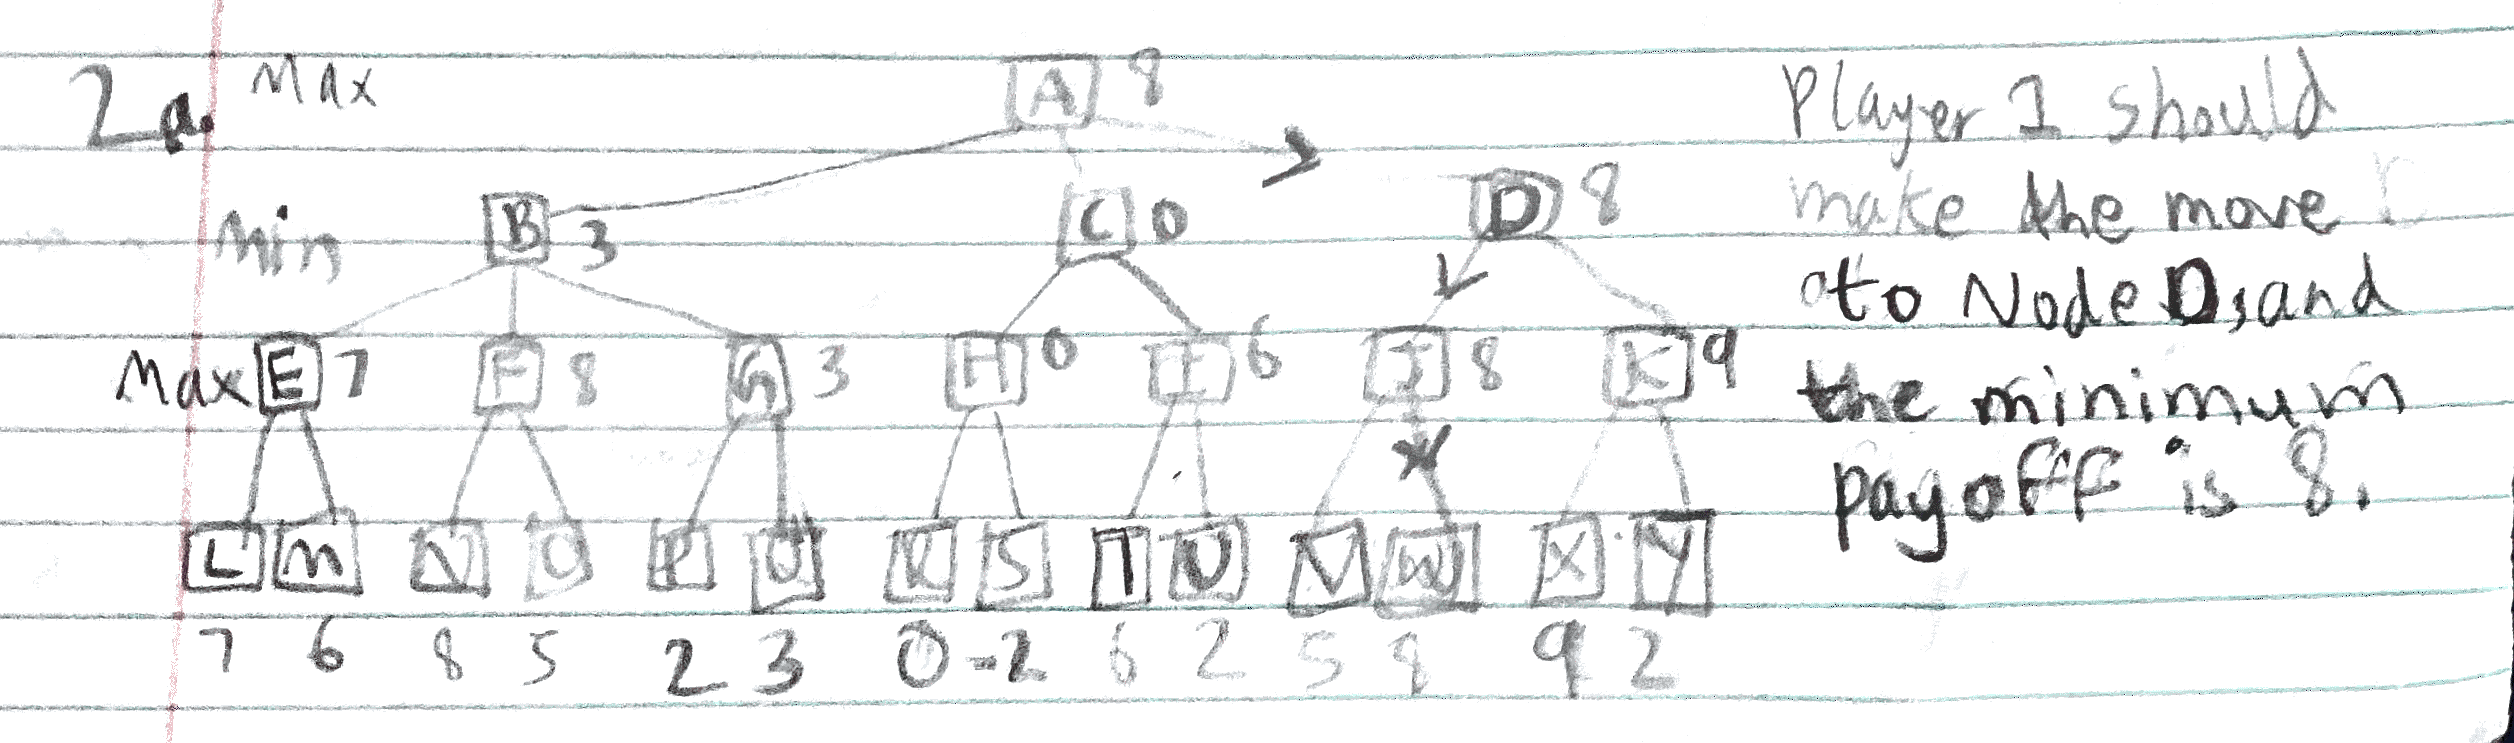 2a. Max A 8 Player 1 should
Min B 3 C 0 D 8 make the move
to Node D, and
Max E 7 F 8 G 3 H 0 I 6 J 8 K 9 the minimum
payoff is 8.
L M N O P Q R S T U V W X Y
7 6 8 5 2 3 0 -2 6 2 5 8 9 2